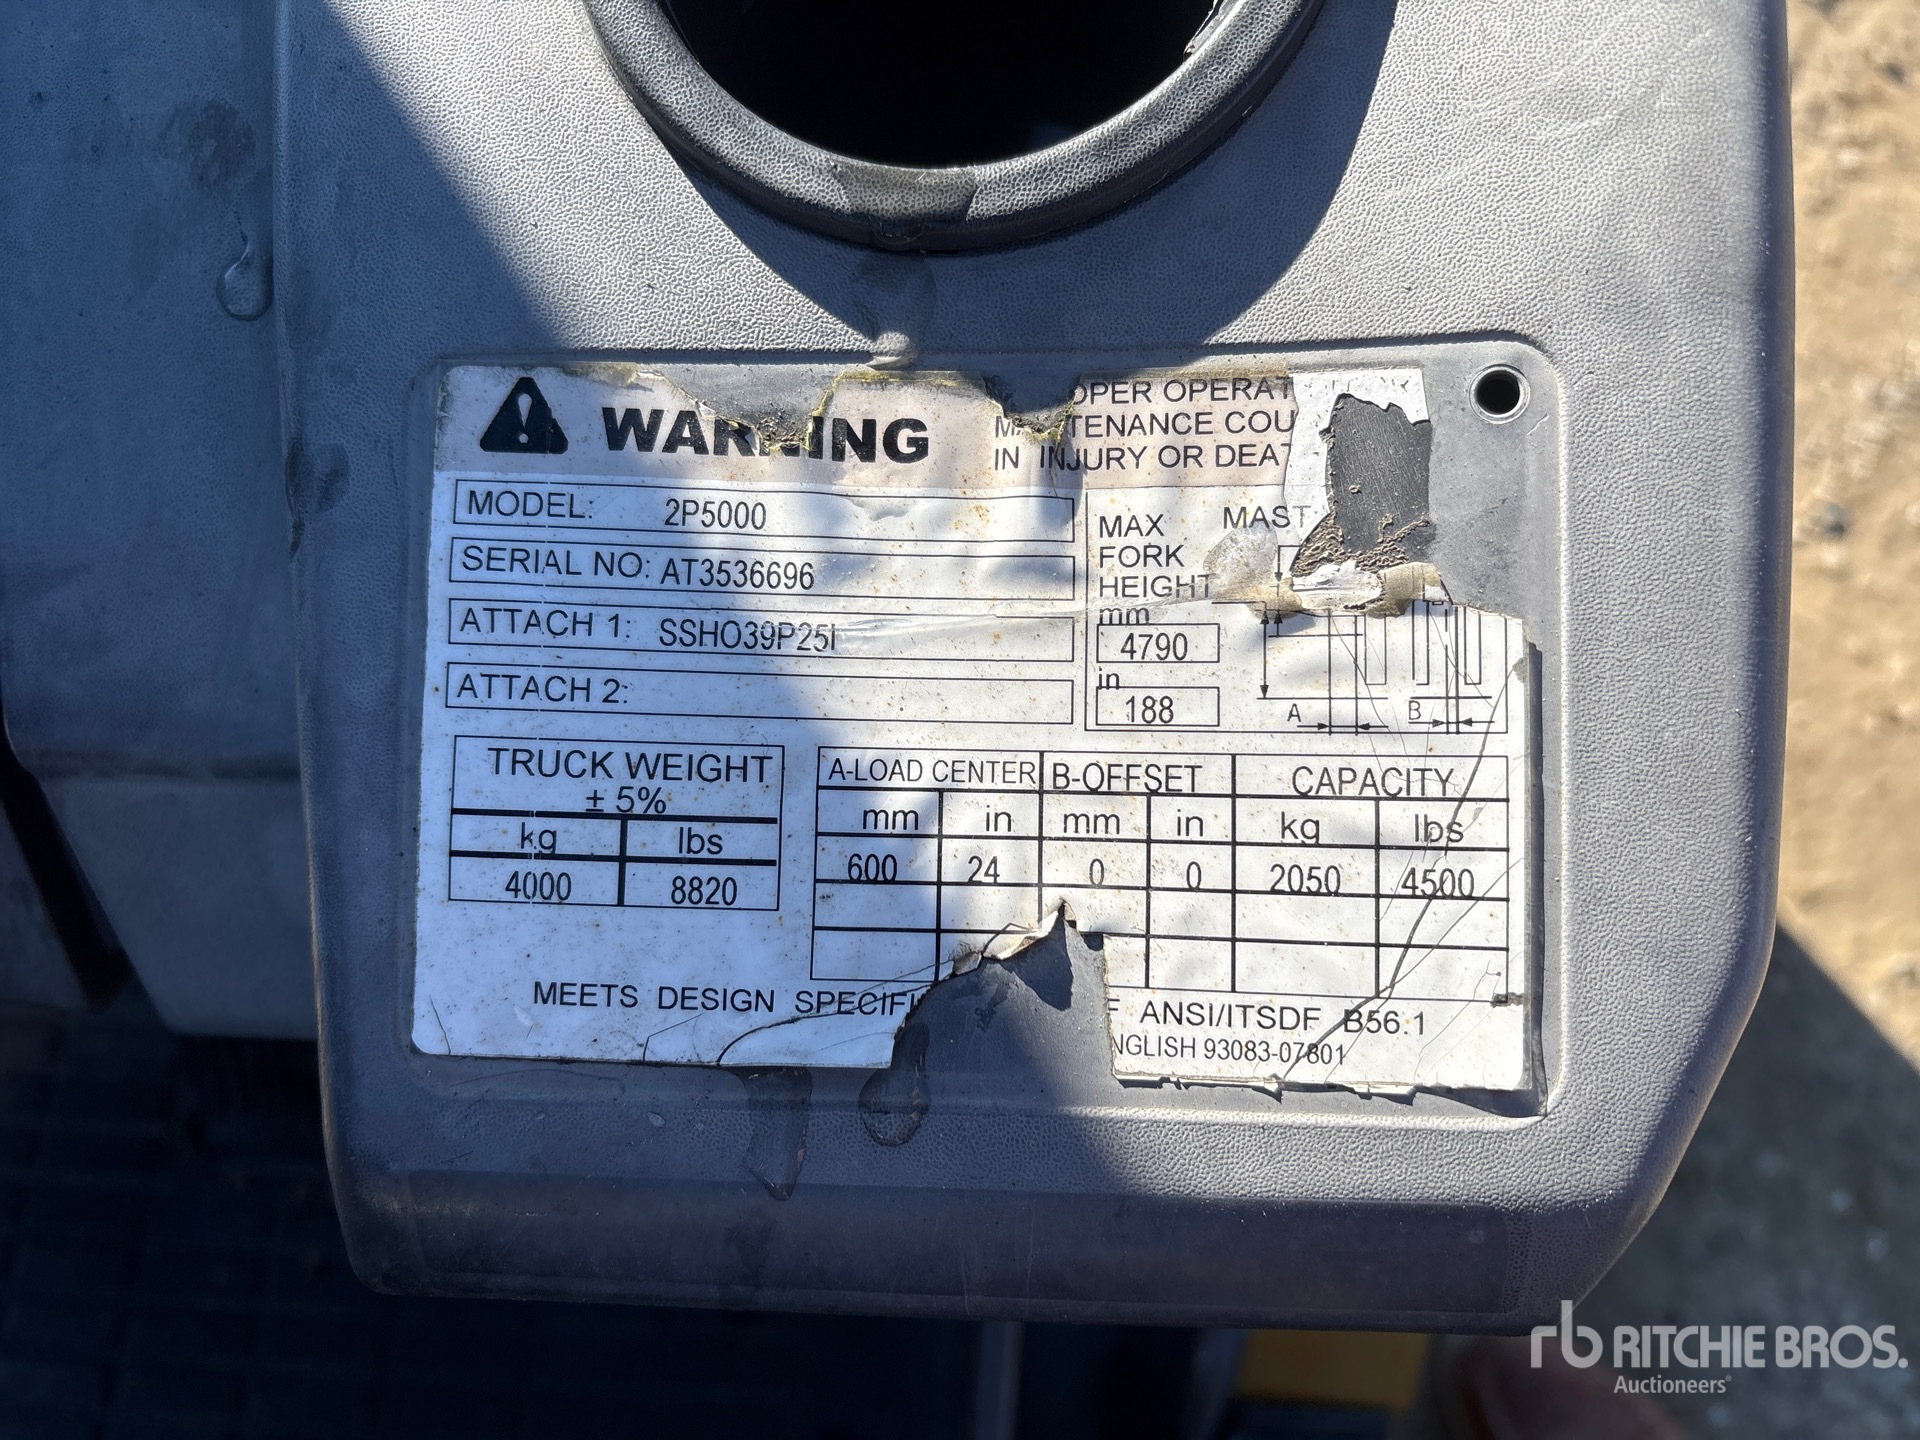 WARNING
OPER OPERAT
TENANCE COU
IN INJURY OR DEAT
MODEL: 2P5000
SERIAL NO: AT3536696
ATTACH 1: SSHO39P25I
ATTACH 2:
MAX FORK HEIGHT
MAST
mm
4790
in
188
A B
TRUCK WEIGHT
± 5%
kg lbs
4000 8820
A-LOAD CENTER B-OFFSET CAPACITY
mm in mm in kg lbs
600 24 0 0 2050 4500
MEETS DESIGN SPECIFI F ANSI/ITSDF B56.1
NGLISH 93083-07801
rb RITCHIE BROS.
Auctioneers